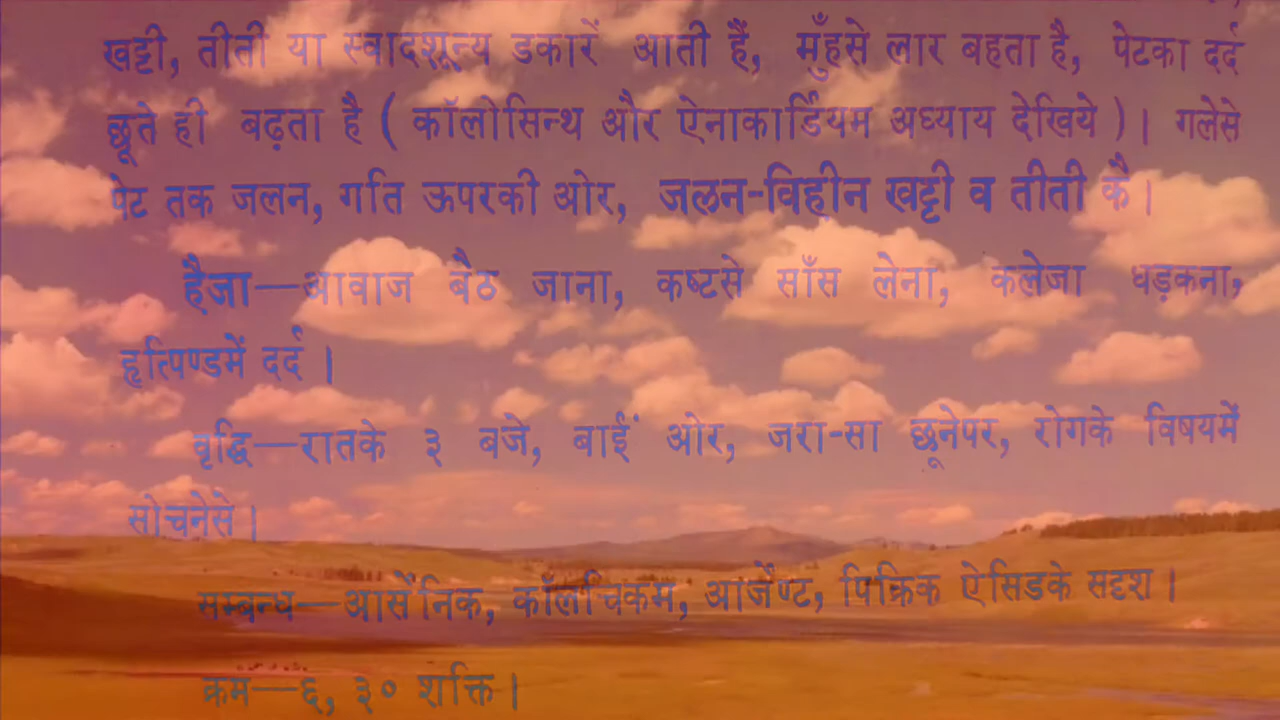 खट्टी, तीती या स्वादशून्य डकारें आती हैं, मुँहसे लार बहता है, पेटका दर्द
छूते ही बढ़ता है ( कॉलोसिन्थ और ऐनाकार्डियम अध्याय देखिये )। गलेसे
पेट तक जलन, गति ऊपरकी ओर, जलन-विहीन खट्टी व तीती कै।
हैजा—आवाज बैठ जाना, कष्टसे साँस लेना, कलेजा धड़कना,
हृत्पिण्डमें दर्द।
वृद्धि—रातके ३ बजे, बाईं ओर, जरा-सा छूनेपर, रोगके विषयमें
सोचनेसे।
सम्बन्ध—आर्सेनिक, कॉलचिकम, आर्जेण्ट, पिक्रिक ऐसिडके सदृश।
क्रम—६, ३० शक्ति।